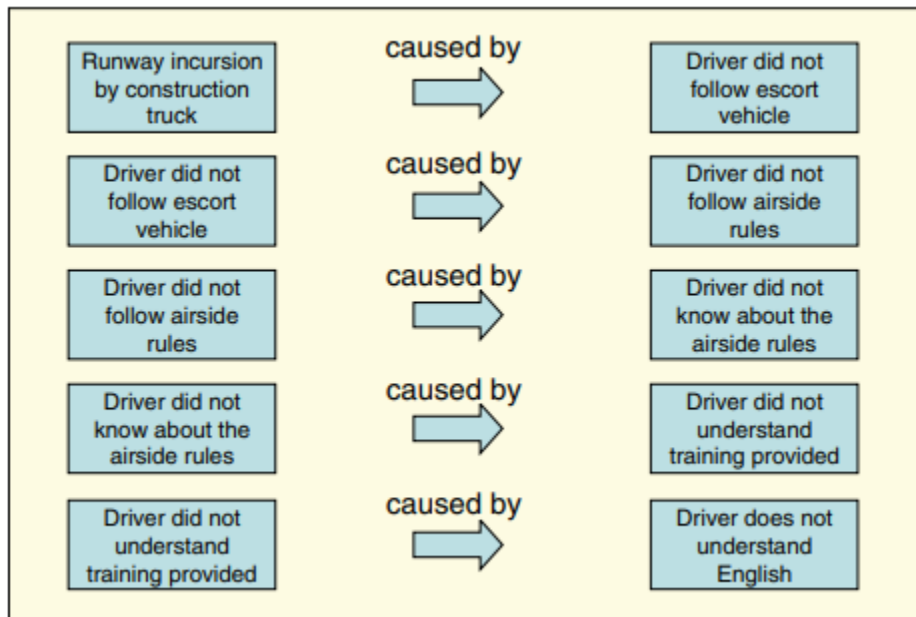 Runway incursion
by construction
truck
caused by
Driver did not
follow escort
vehicle
Driver did not
follow escort
vehicle
caused by
Driver did not
follow airside
rules
Driver did not
follow airside
rules
caused by
Driver did not
know about the
airside rules
Driver did not
know about the
airside rules
caused by
Driver did not
understand
training provided
Driver did not
understand
training provided
caused by
Driver does not
understand
English